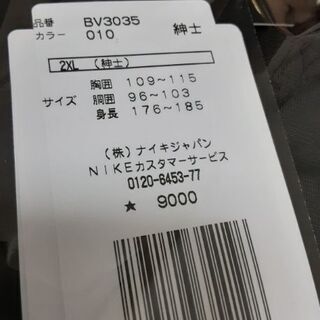 品番 BV3035
カラー 010 紳士
2XL (紳士)
胸囲 109~115
サイズ 胴囲 96~103
身長 176~185
(株)ナイキジャパン
NIKEカスタマーサービス
0120-6453-77
★ 9000